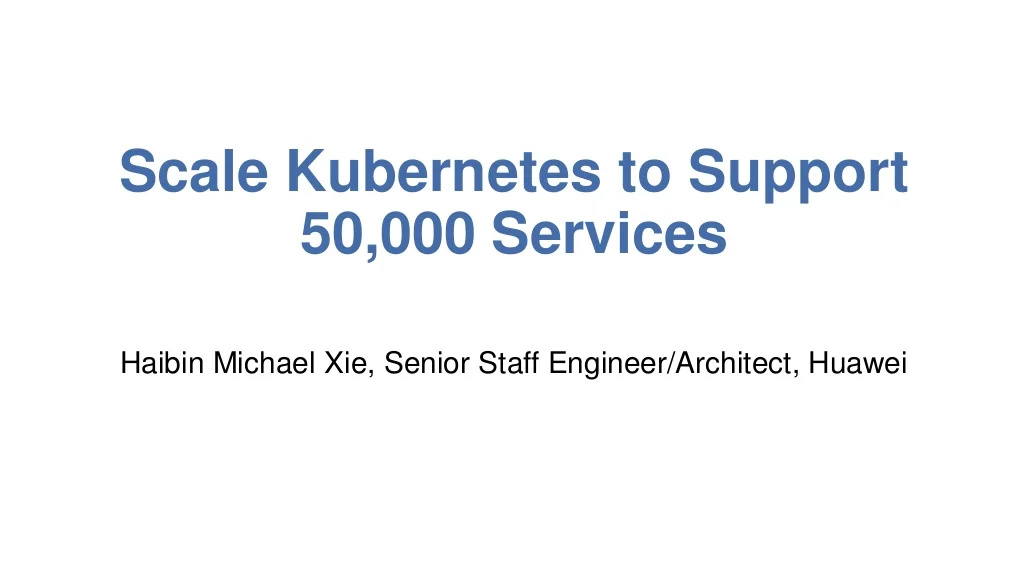 Scale Kubernetes to Support
50,000 Services
Haibin Michael Xie, Senior Staff Engineer/Architect, Huawei